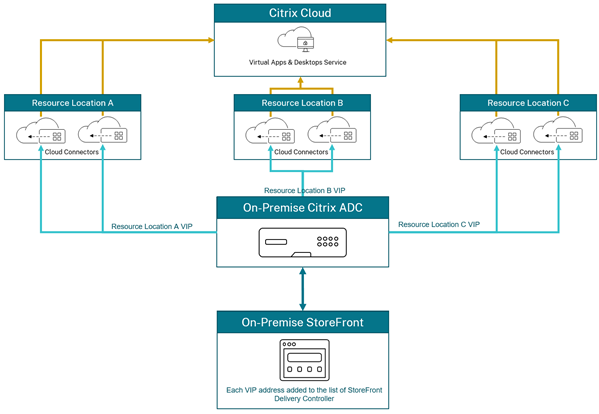 Citrix Cloud
Virtual Apps & Desktops Service
Resource Location A
Cloud Connectors
Resource Location B
Cloud Connectors
Resource Location C
Cloud Connectors
Resource Location B VIP
Resource Location A VIP
On-Premise Citrix ADC
Resource Location C VIP
On-Premise StoreFront
Each VIP address added to the list of StoreFront
Delivery Controller